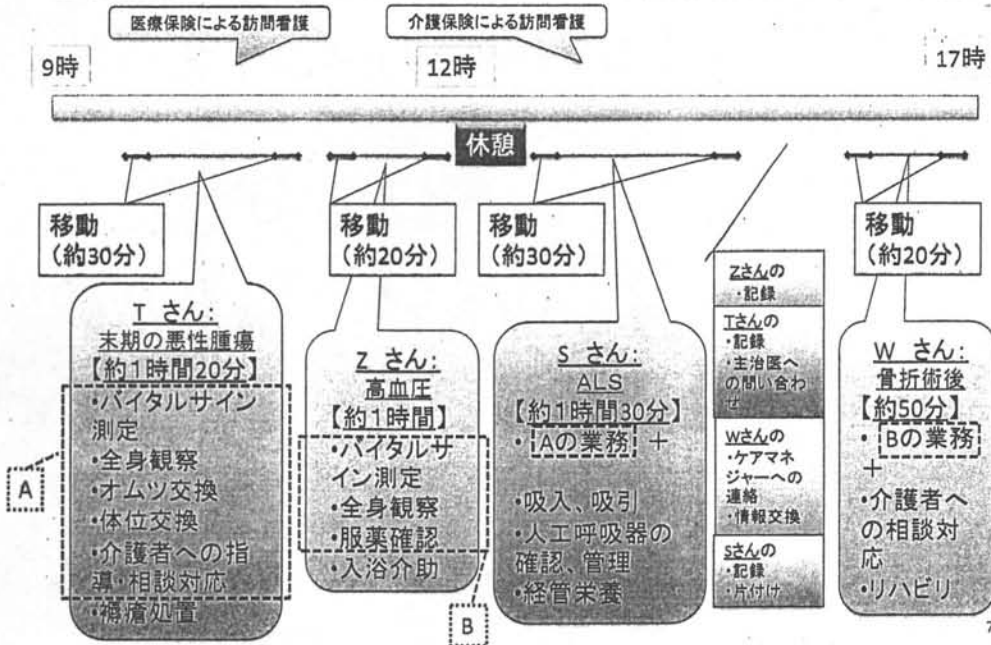 医療保険による訪問看護
介護保険による訪問看護
9時
12時
17時
休憩
移動
(約30分)
移動
(約20分)
移動
(約30分)
移動
(約20分)
T さん:
末期の悪性腫瘍
【約1時間20分】
•バイタルサイン
測定
•全身観察
•オムツ交換
•体位交換
•介護者への指
導・相談対応
•褥瘡処置
A
Z さん:
高血圧
【約1時間】
•バイタルサ
イン測定
•全身観察
•服薬確認
•入浴介助
B
S さん:
ALS
【約1時間30分】
• Aの業務 +
•吸入、吸引
•人工呼吸器の
確認、管理
•経管栄養
Zさんの
・記録
Tさんの
・記録
・主治医へ
の問い合わ
せ
Wさんの
・ケアマネ
ジャーへの
連絡
・情報交換
Sさんの
・記録
・片付け
W さん:
骨折術後
【約50分】
• Bの業務
+
•介護者へ
の相談対
応
•リハビリ
7